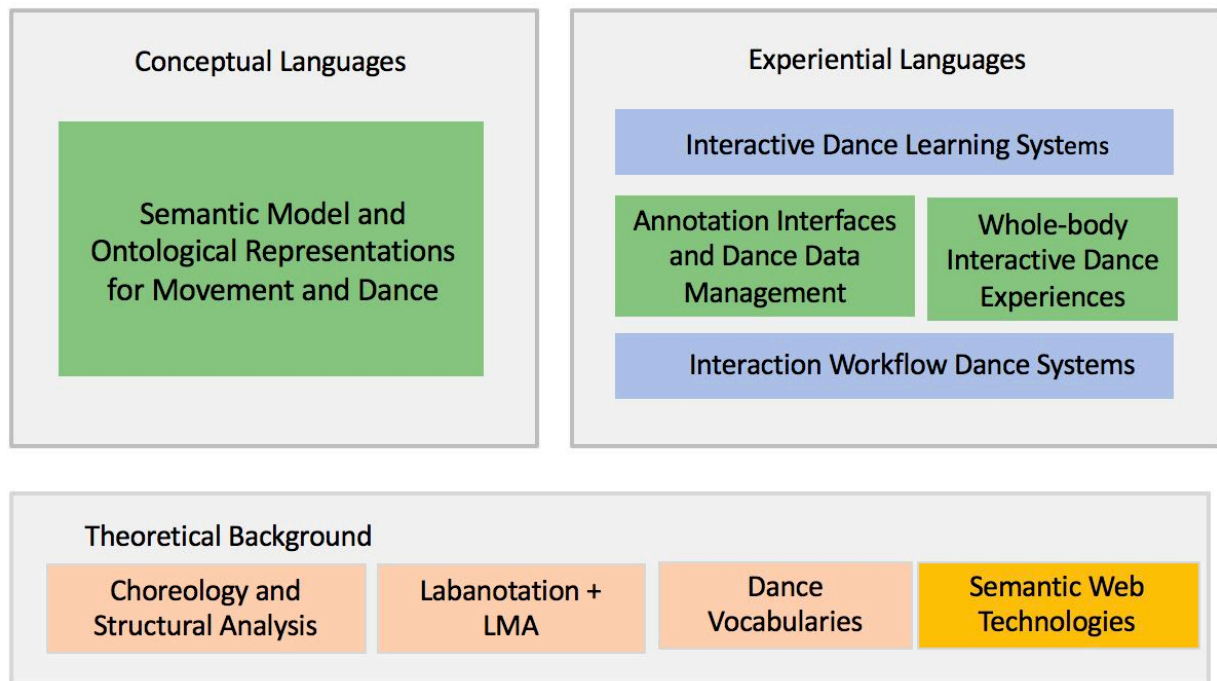 Conceptual Languages
Semantic Model and
Ontological Representations
for Movement and Dance
Experiential Languages
Interactive Dance Learning Systems
Annotation Interfaces
and Dance Data
Management
Whole-body
Interactive Dance
Experiences
Interaction Workflow Dance Systems
Theoretical Background
Choreology and
Structural Analysis
Labanotation +
LMA
Dance
Vocabularies
Semantic Web
Technologies